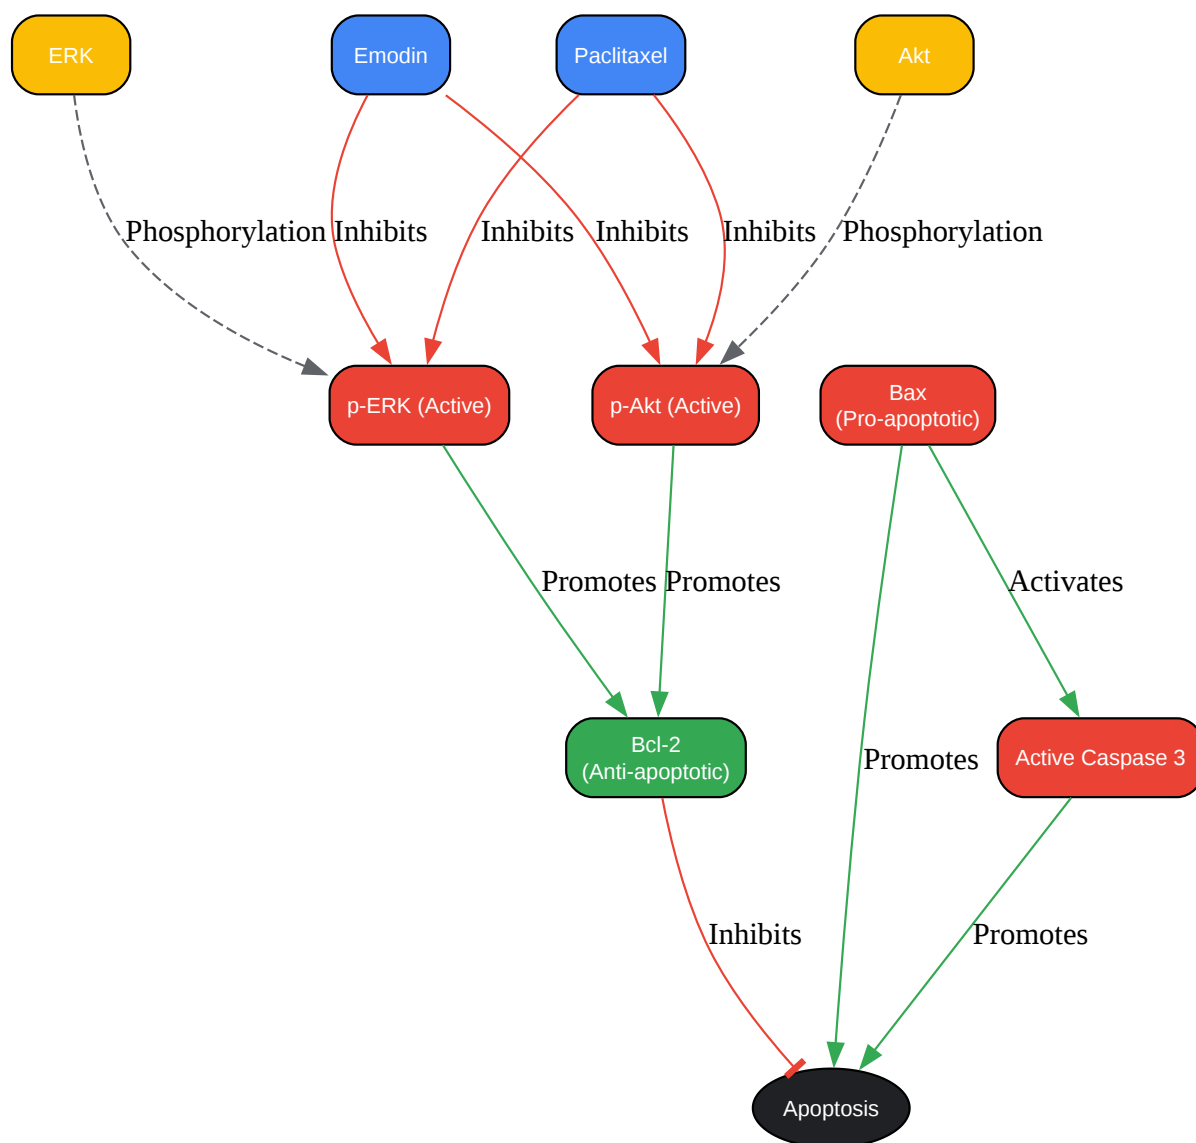 ERK
Emodin
Paclitaxel
Akt
Phosphorylation
Inhibits
Inhibits
Inhibits
Inhibits
Phosphorylation
p-ERK (Active)
p-Akt (Active)
Bax
(Pro-apoptotic)
Promotes
Promotes
Activates
Bcl-2
(Anti-apoptotic)
Promotes
Active Caspase 3
Inhibits
Promotes
Apoptosis